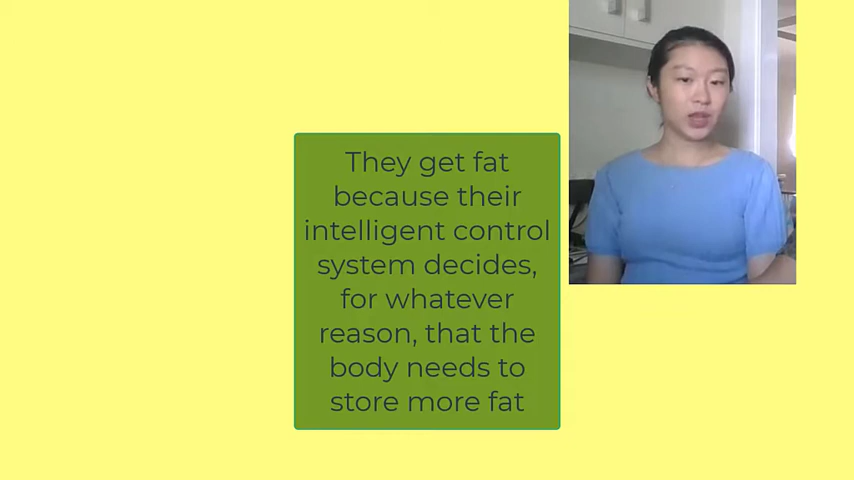 They get fat
because their
intelligent control
system decides,
for whatever
reason, that the
body needs to
store more fat